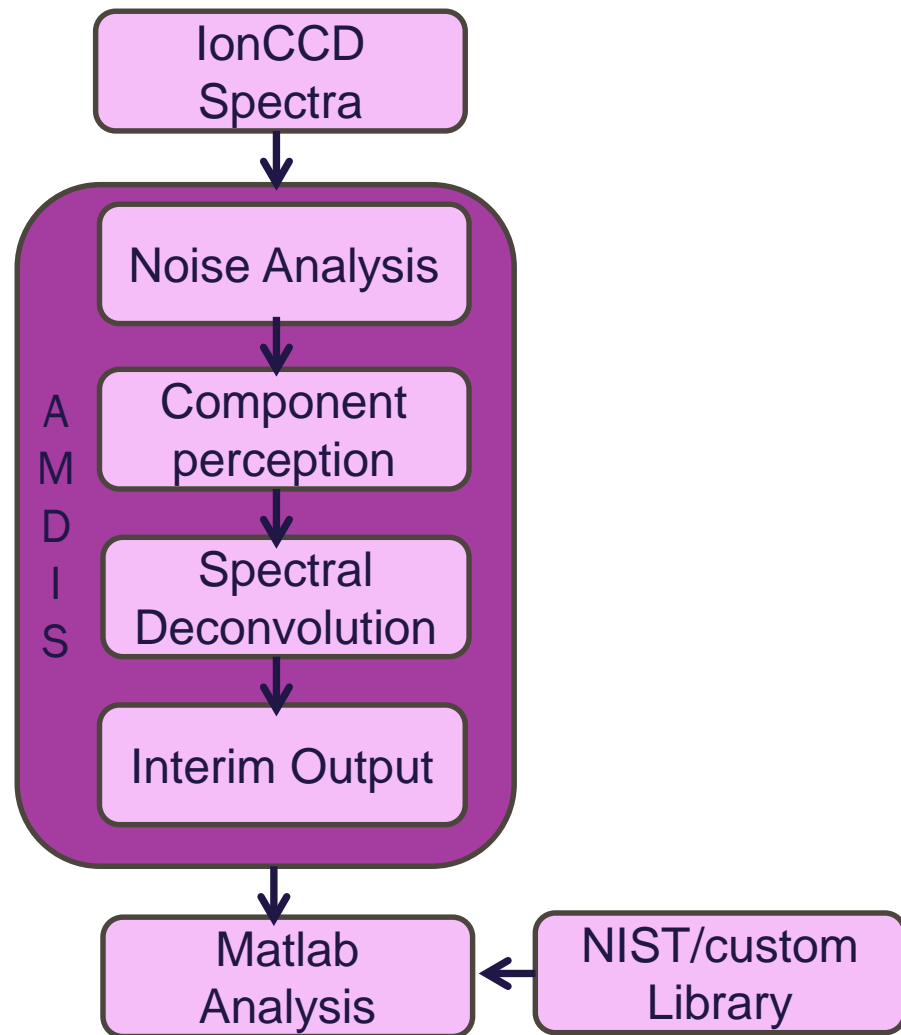 IonCCD
Spectra
Noise Analysis
Component
perception
Spectral
Deconvolution
Interim Output
A
M
D
I
S
Matlab
Analysis
NIST/custom
Library